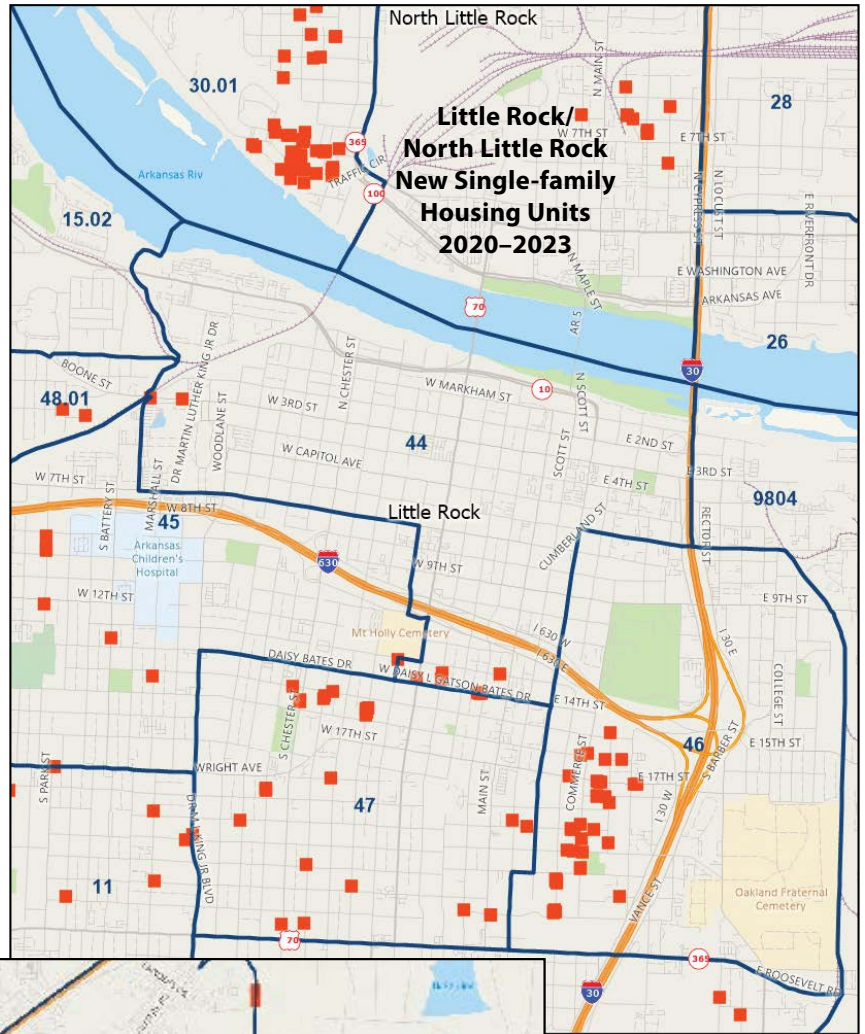 North Little Rock
30.01
N MAIN ST
28
Little Rock/
North Little Rock
New Single-family
Housing Units
2020–2023
W 7TH ST
E 7TH ST
365
TRAFFIC CIR
100
Arkansas Riv
15.02
N CYPRESS ST
N LOCUST ST
E RIVERFRONT DR
N MAPLE ST
E WASHINGTON AVE
ARKANSAS AVE
70
AR S
26
30
BOONE ST
48.01
DR MARTIN LUTHER KING JR DR
WOODLANE ST
N CHESTER ST
W 3RD ST
W MARKHAM ST
10
N SCOTT ST
SCOTT ST
44
W CAPITOL AVE
E 2ND ST
E 3RD ST
E 4TH ST
W 7TH ST
S BATTERY ST
MARSHALL ST
W 8TH ST
45
Little Rock
9804
CUMBERLAND ST
RECTOR ST
Arkansas
Children's
Hospital
630
W 9TH ST
E 9TH ST
W 12TH ST
Mt Holly Cemetery
I 630 W
I 630 E
I 30 E
DAISY BATES DR
W DAISY L GATSON BATES DR
E 14TH ST
COLLEGE ST
S CHESTER ST
W 17TH ST
46
E 15TH ST
S BARBER ST
S PARK ST
WRIGHT AVE
47
MAIN ST
COMMERCE ST
E 17TH ST
I 30 W
DR M L KING JR BLVD
11
VANCE ST
Oakland Fraternal
Cemetery
70
365
E ROOSEVELT RD
30